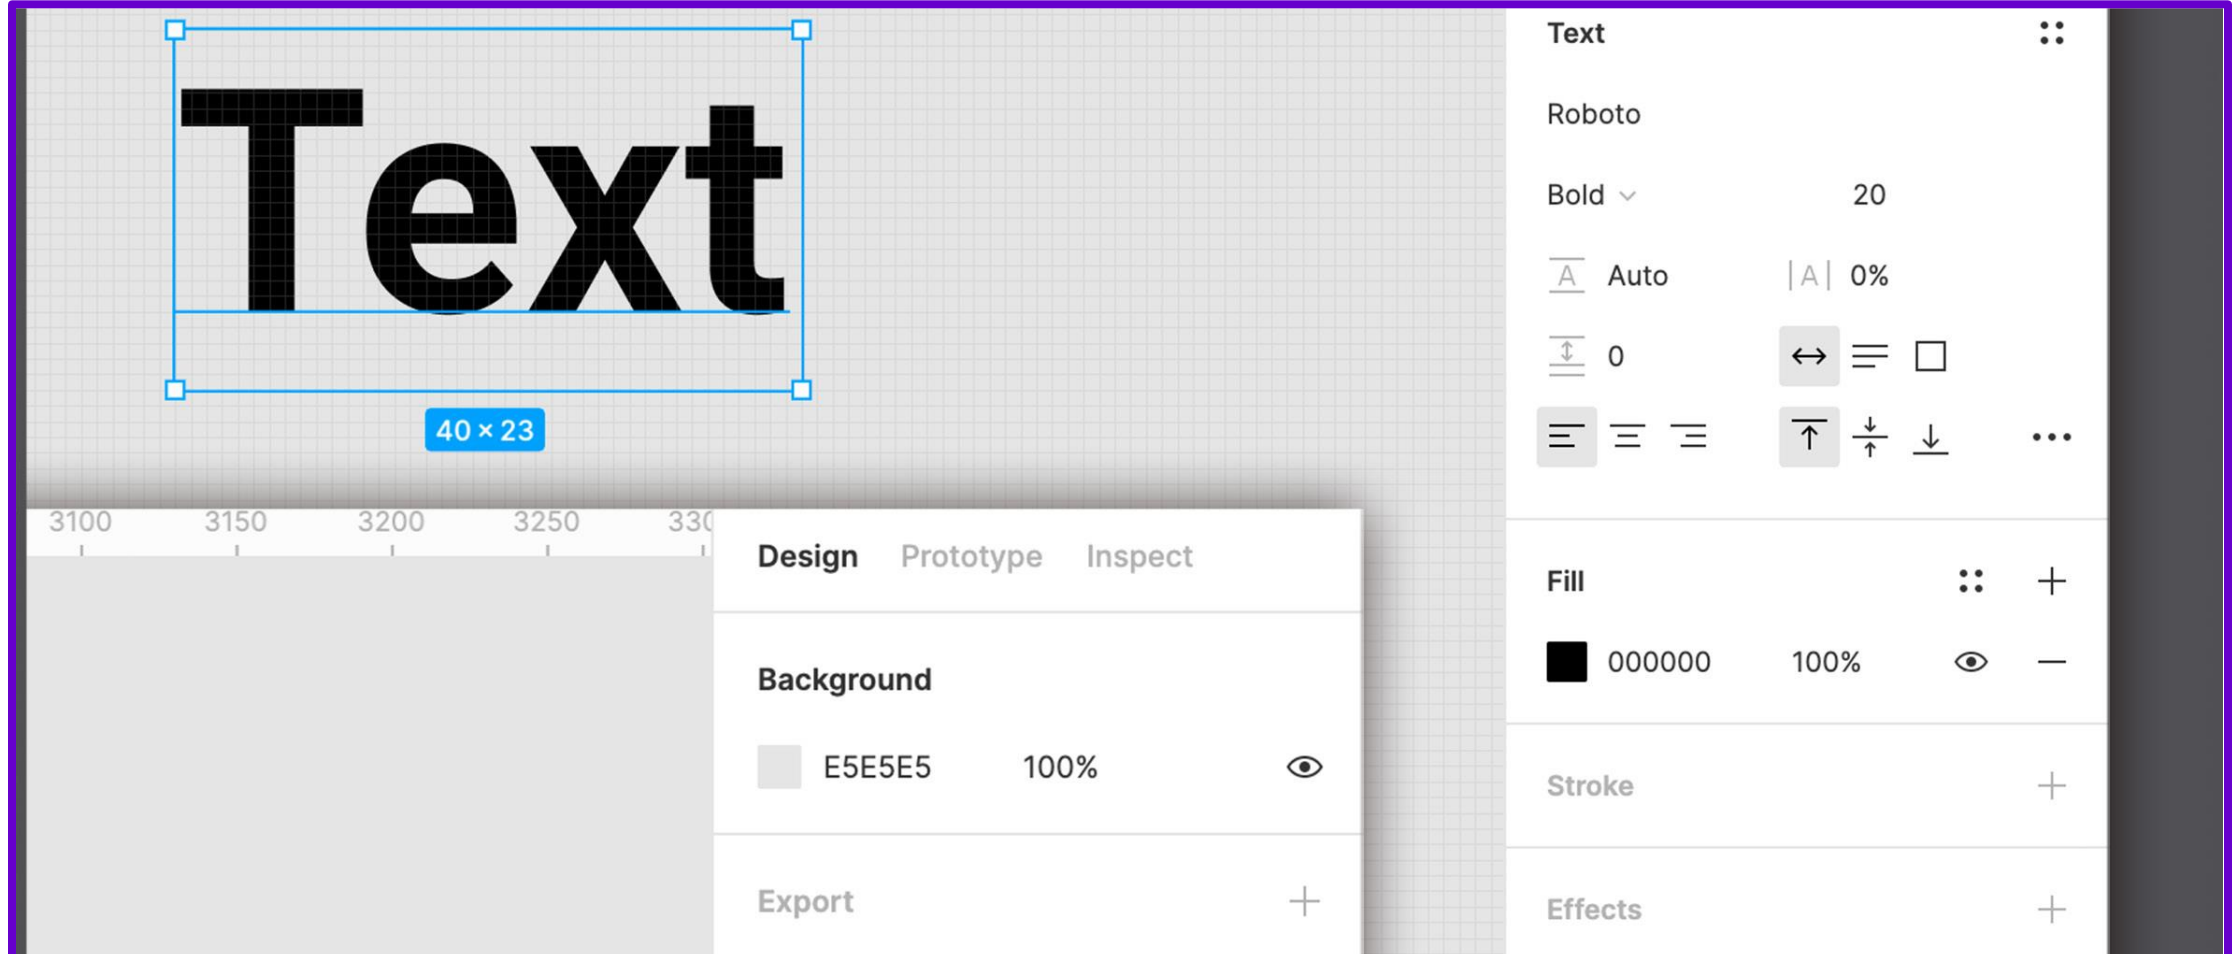 Text
40 × 23
3100 3150 3200 3250 330
Design Prototype Inspect
Background
E5E5E5 100%
Export
Text
Roboto
Bold 20
A Auto |A| 0%
0
Fill
000000 100%
Stroke
Effects